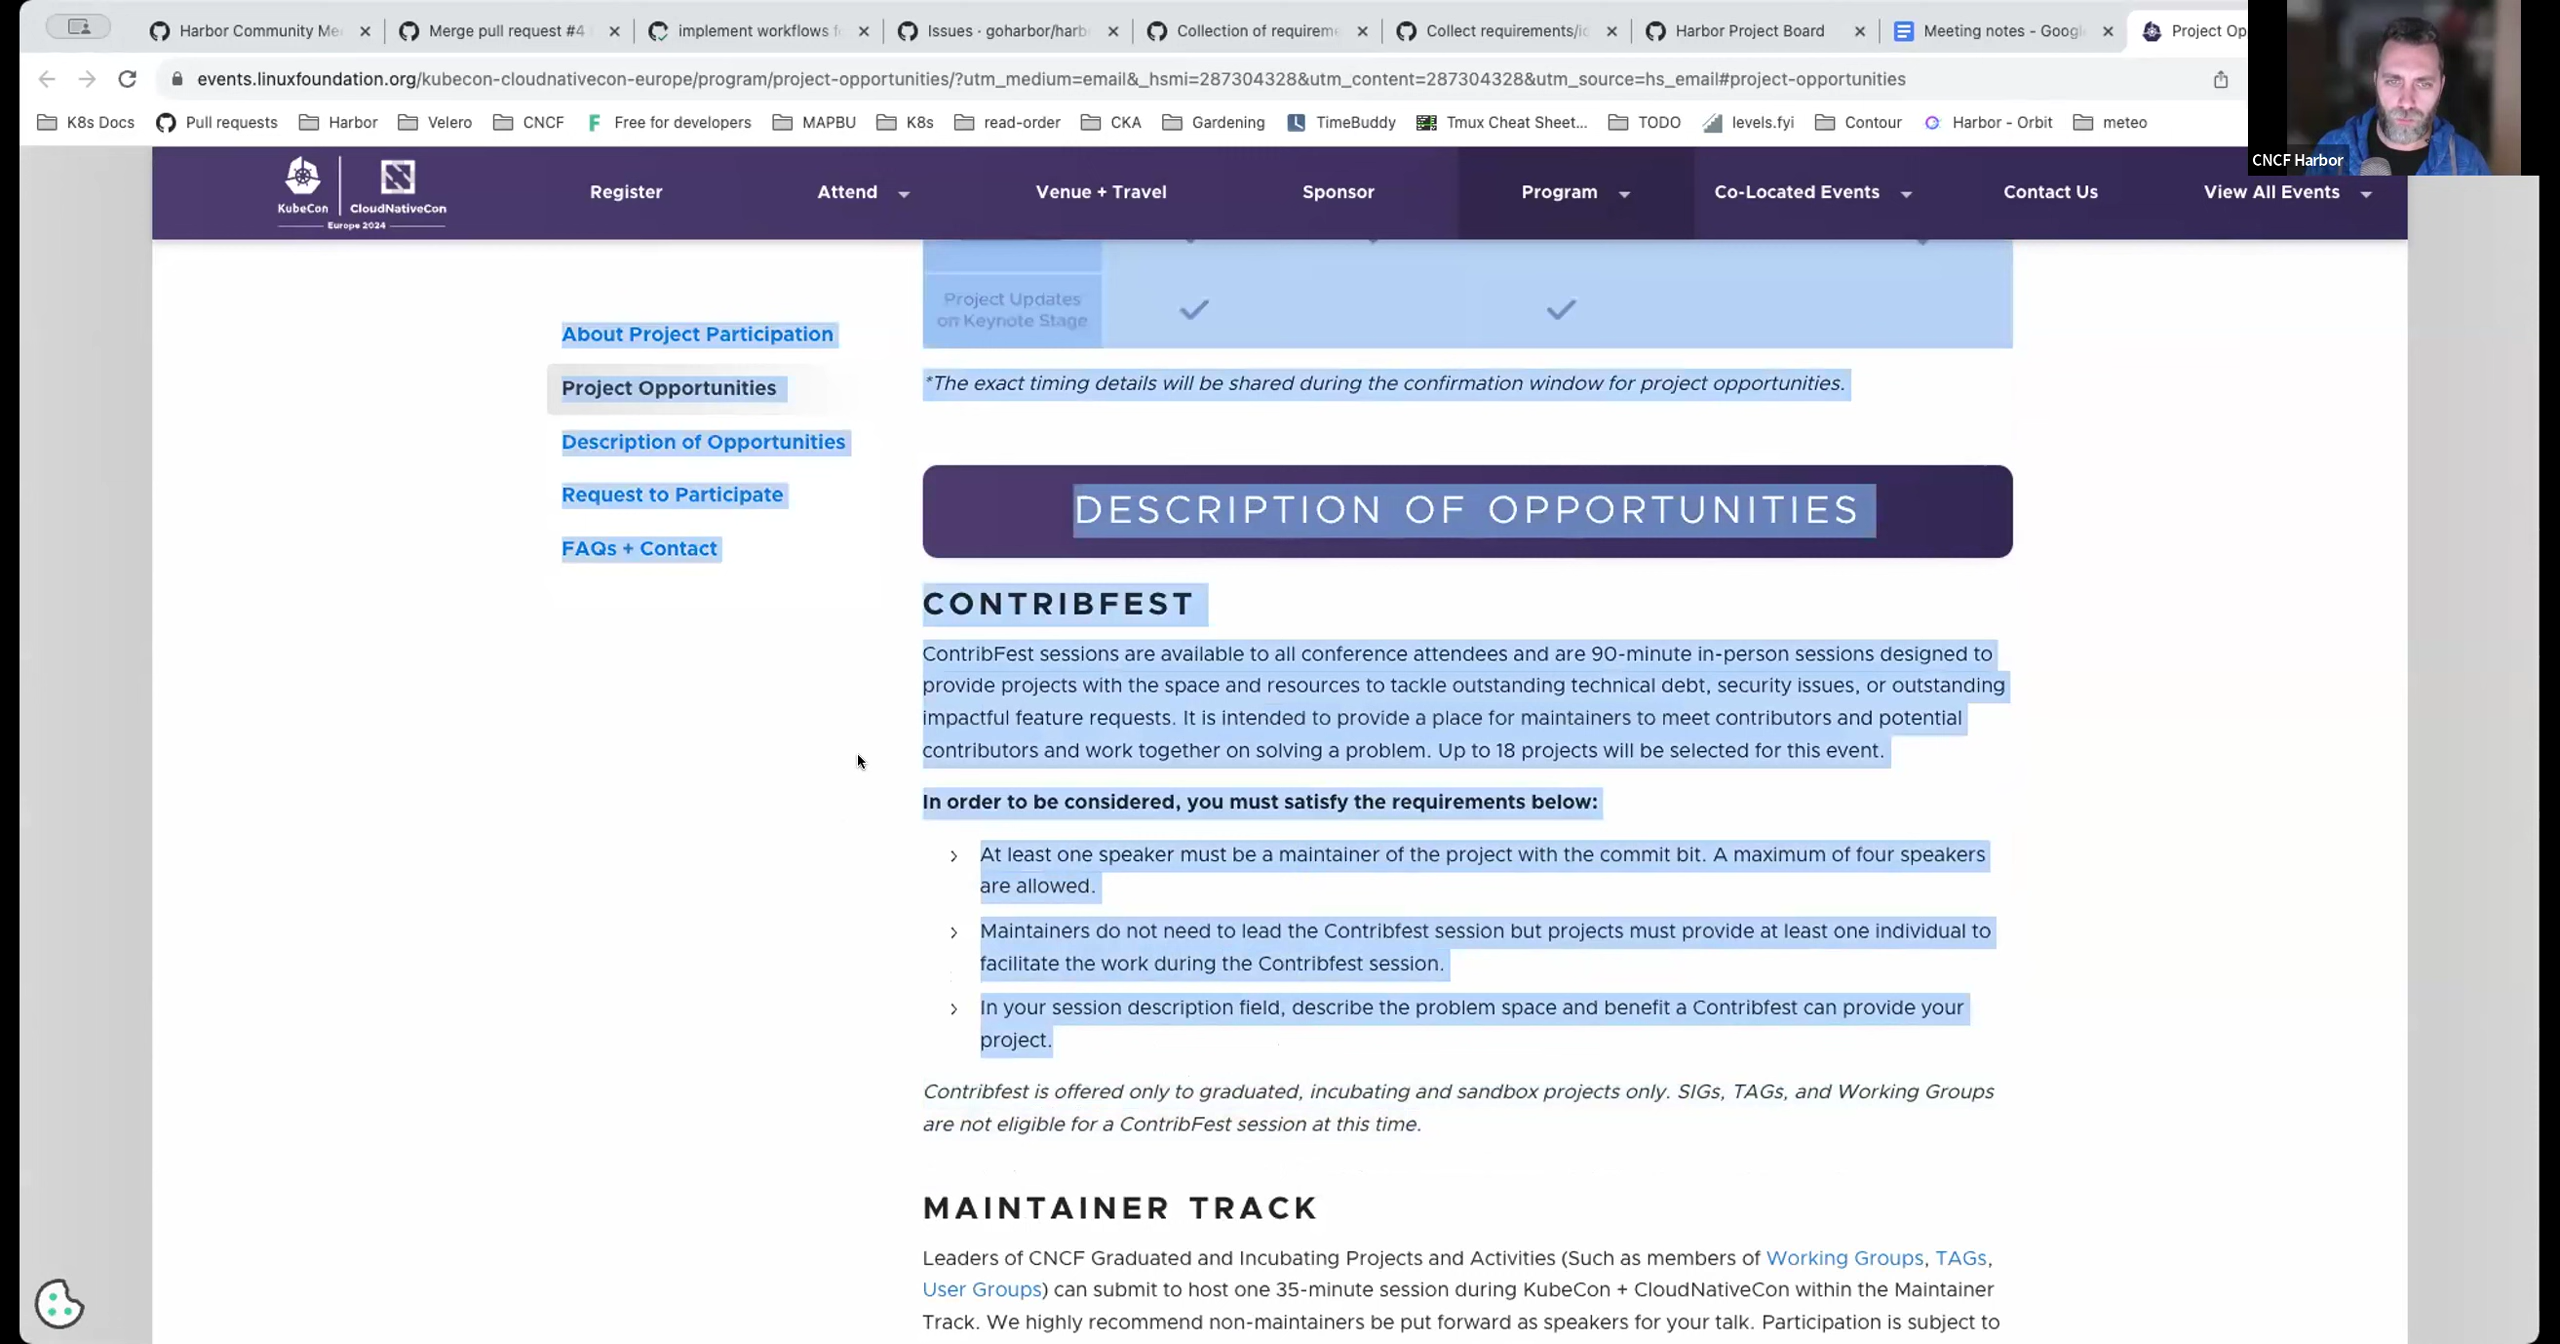 Harbor Community Me
Merge pull request #4
implement workflows f
Issues · goharbor/harb
Collection of requirem
Collect requirements/i
Harbor Project Board
Meeting notes - Googl
Project Op
events.linuxfoundation.org/kubecon-cloudnativecon-europe/program/project-opportunities/?utm_medium=email&_hsmi=287304328&utm_content=287304328&utm_source=hs_email#project-opportunities
K8s Docs
Pull requests
Harbor
Velero
CNCF
Free for developers
MAPBU
K8s
read-order
CKA
Gardening
TimeBuddy
Tmux Cheat Sheet...
TODO
levels.fyi
Contour
Harbor - Orbit
meteo
CNCF Harbor
KubeCon
CloudNativeCon
Europe 2024
Register
Attend
Venue + Travel
Sponsor
Program
Co-Located Events
Contact Us
View All Events
About Project Participation
Project Opportunities
Description of Opportunities
Request to Participate
FAQs + Contact
Project Updates
on Keynote Stage
*The exact timing details will be shared during the confirmation window for project opportunities.
DESCRIPTION OF OPPORTUNITIES
CONTRIBFEST
ContribFest sessions are available to all conference attendees and are 90-minute in-person sessions designed to
provide projects with the space and resources to tackle outstanding technical debt, security issues, or outstanding
impactful feature requests. It is intended to provide a place for maintainers to meet contributors and potential
contributors and work together on solving a problem. Up to 18 projects will be selected for this event.
In order to be considered, you must satisfy the requirements below:
At least one speaker must be a maintainer of the project with the commit bit. A maximum of four speakers
are allowed.
Maintainers do not need to lead the Contribfest session but projects must provide at least one individual to
facilitate the work during the Contribfest session.
In your session description field, describe the problem space and benefit a Contribfest can provide your
project.
Contribfest is offered only to graduated, incubating and sandbox projects only. SIGs, TAGs, and Working Groups
are not eligible for a ContribFest session at this time.
MAINTAINER TRACK
Leaders of CNCF Graduated and Incubating Projects and Activities (Such as members of Working Groups, TAGs,
User Groups) can submit to host one 35-minute session during KubeCon + CloudNativeCon within the Maintainer
Track. We highly recommend non-maintainers be put forward as speakers for your talk. Participation is subject to